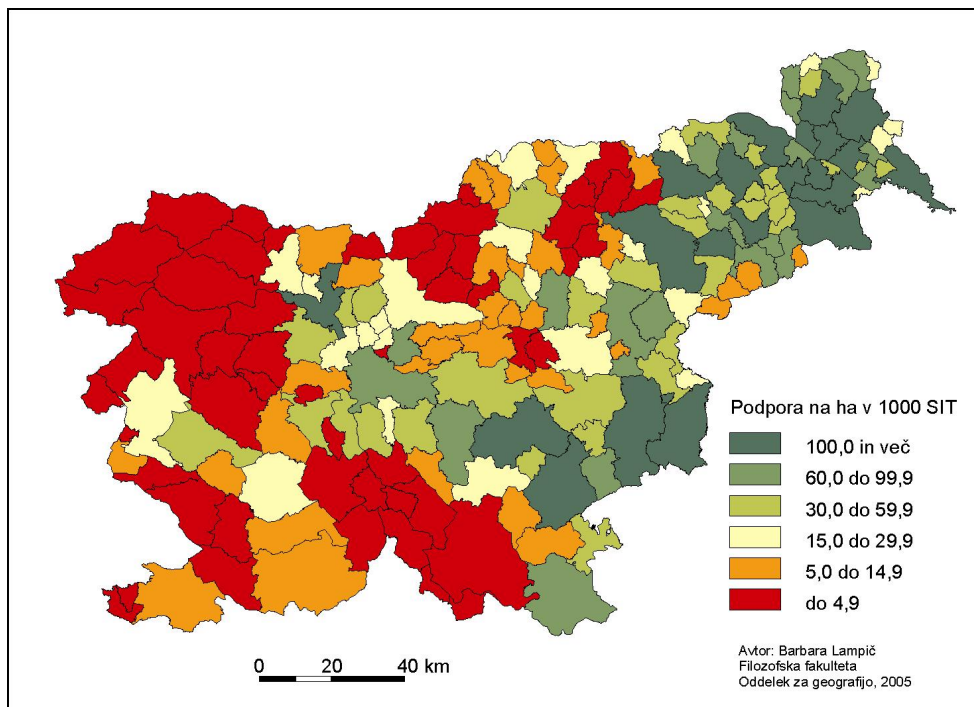 Podpora na ha v 1000 SIT
100,0 in več
60,0 do 99,9
30,0 do 59,9
15,0 do 29,9
5,0 do 14,9
do 4,9
0 20 40 km
Avtor: Barbara Lampič
Filozofska fakulteta
Oddelek za geografijo, 2005